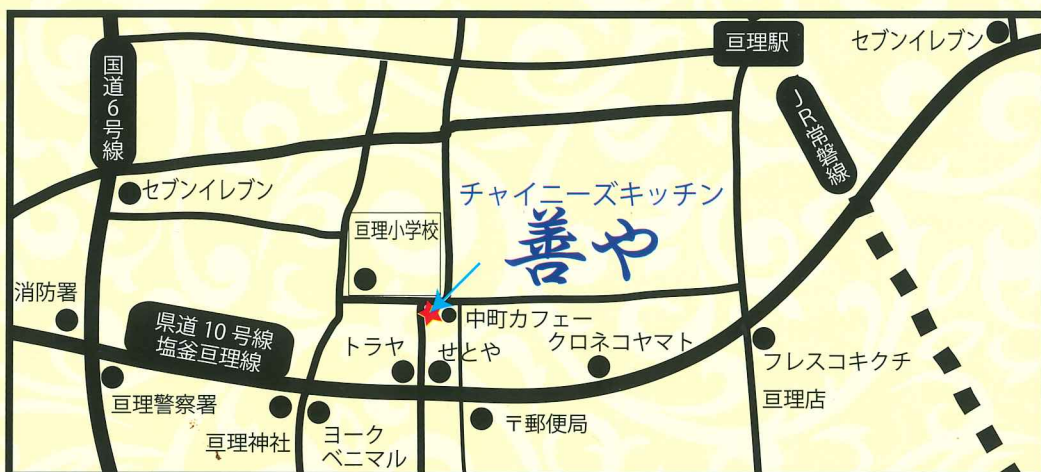 国道6号線
亘理駅
セブンイレブン
JR常磐線
セブンイレブン
チャイニーズキッチン
善や
亘理小学校
消防署
県道10号線
塩釜亘理線
中町カフェー
トラヤ
せとや
クロネコヤマト
フレスコキクチ
亘理店
亘理警察署
亘理神社
ヨーク
ベニマル
〒郵便局